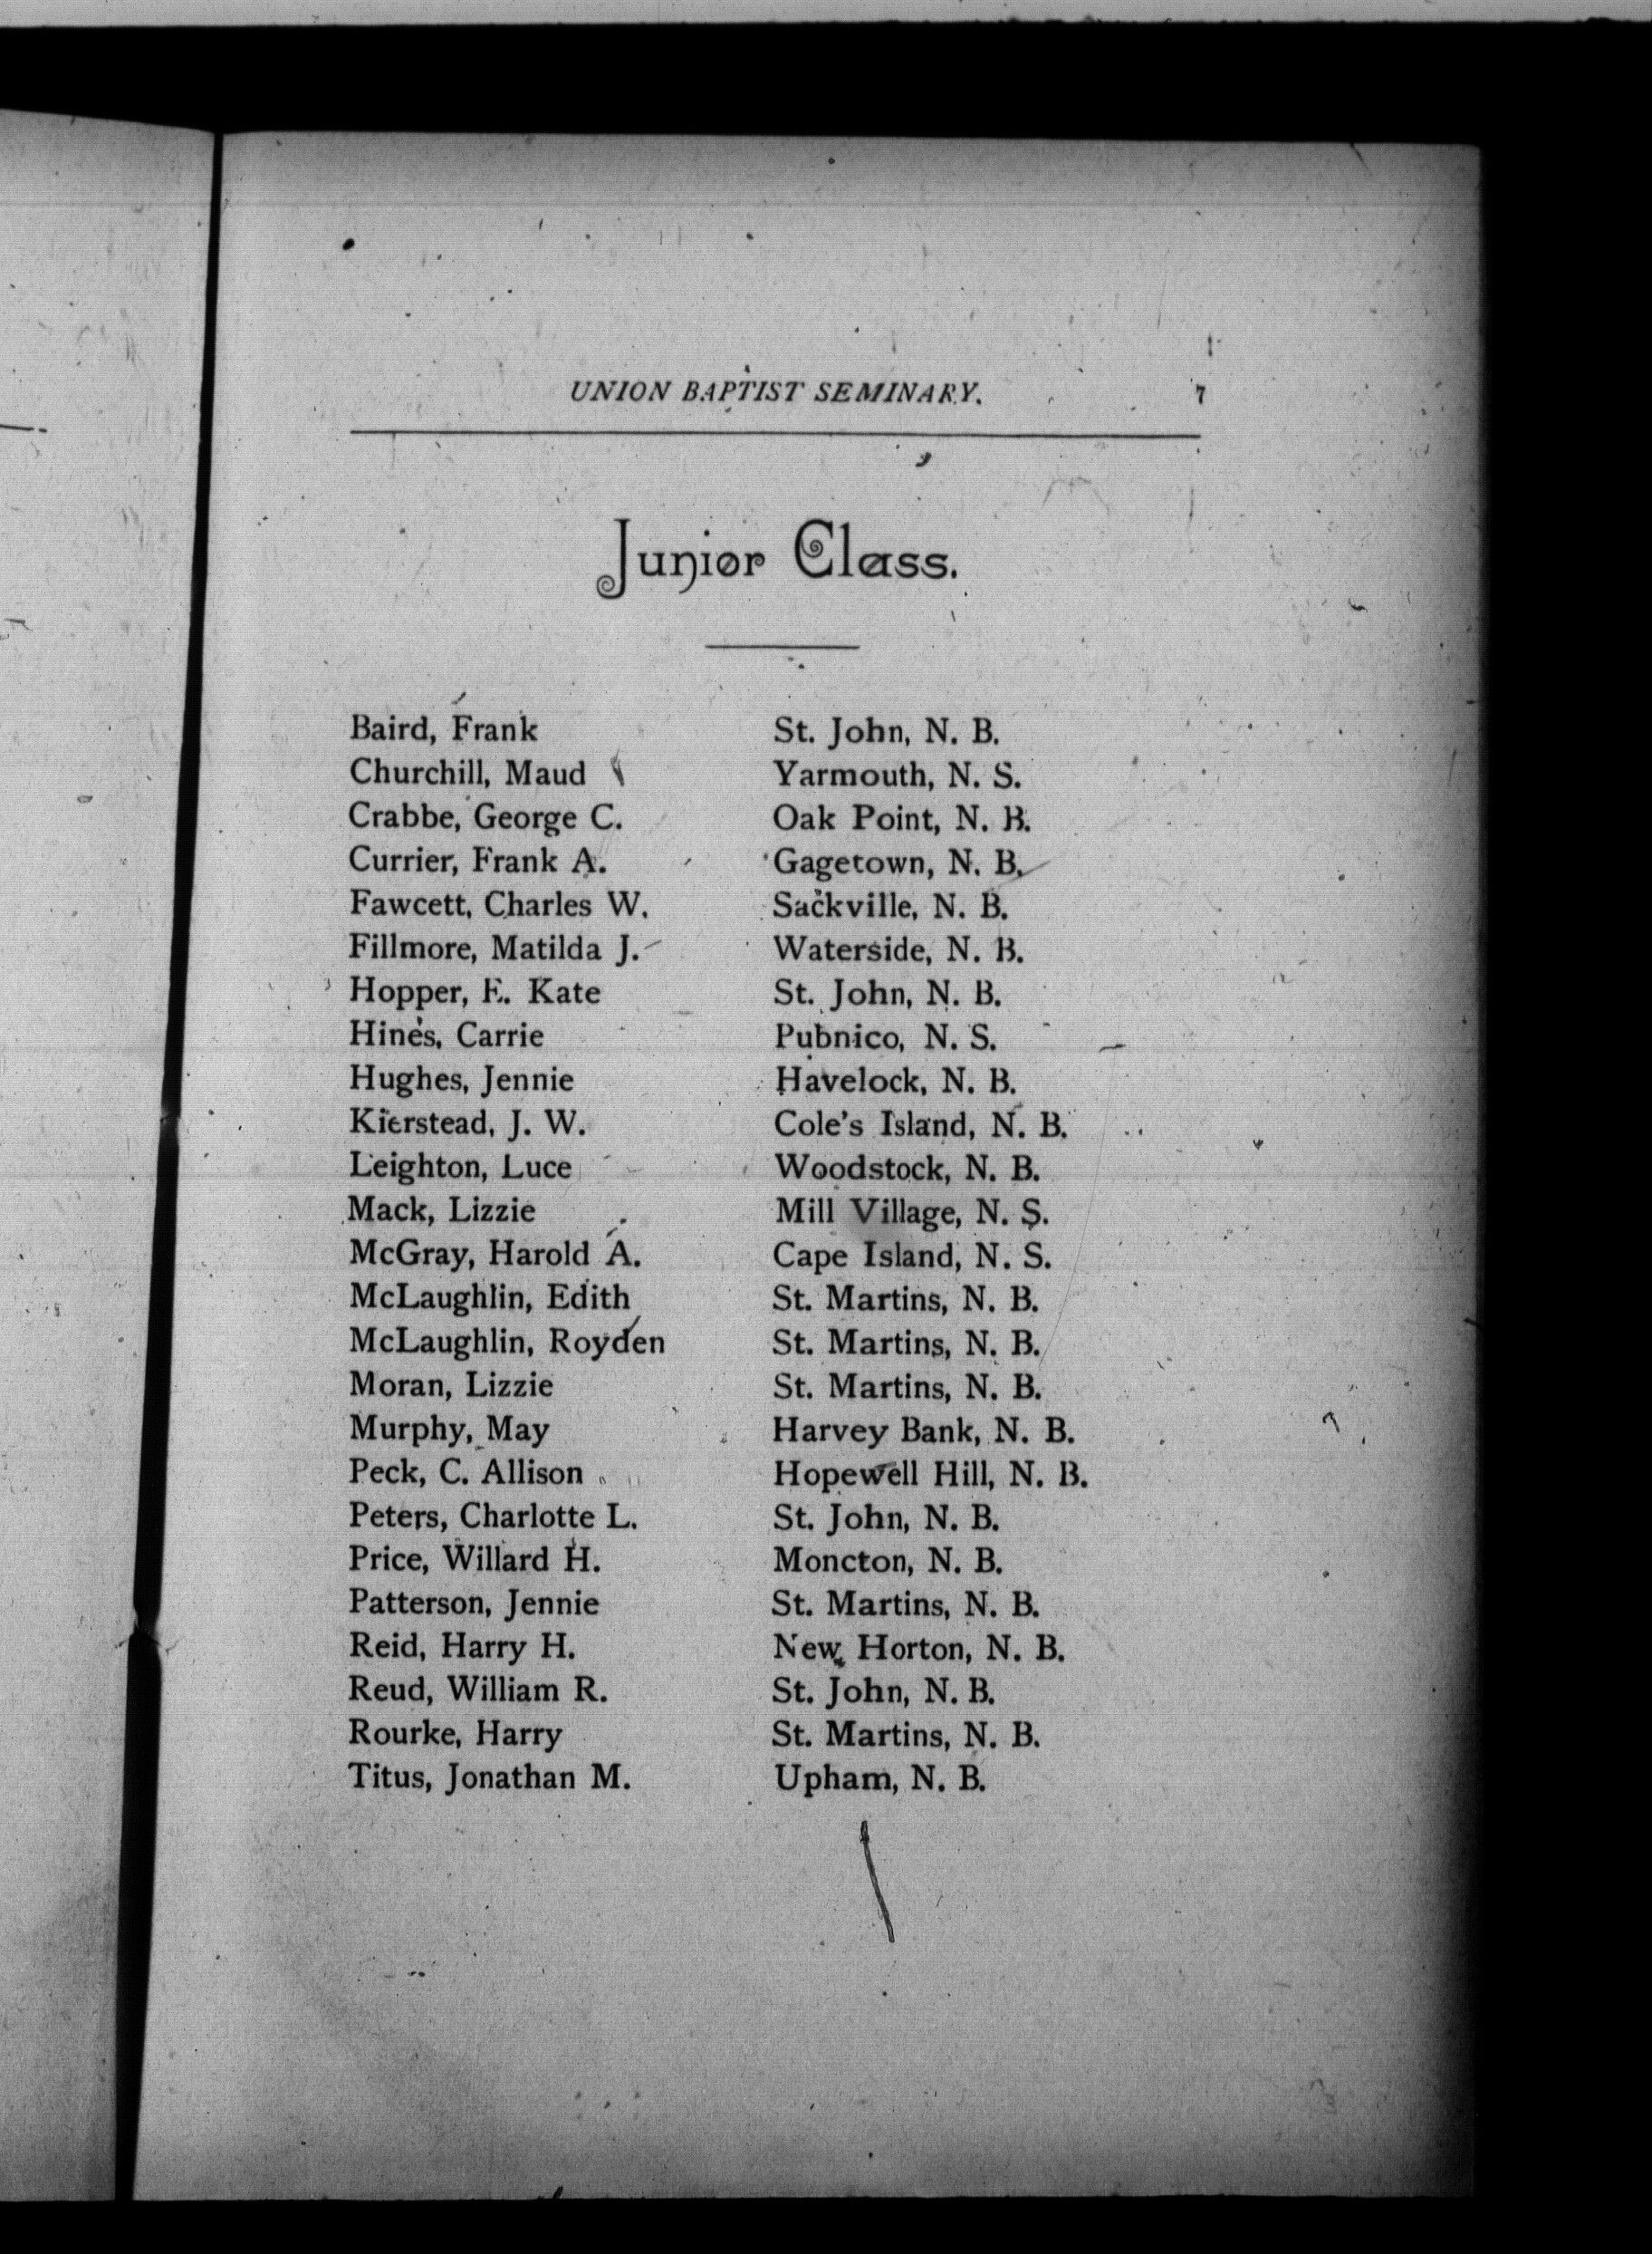 UNION BAPTIST SEMINARY. 7
Junior Class.
Baird, Frank St. John, N. B.
Churchill, Maud Yarmouth, N. S.
Crabbe, George C. Oak Point, N. B.
Currier, Frank A. Gagetown, N. B.
Fawcett, Charles W. Sackville, N. B.
Fillmore, Matilda J. Waterside, N. B.
Hopper, E. Kate St. John, N. B.
Hines, Carrie Pubnico, N. S.
Hughes, Jennie Havelock, N. B.
Kierstead, J. W. Cole's Island, N. B.
Leighton, Luce Woodstock, N. B.
Mack, Lizzie Mill Village, N. S.
McGray, Harold A. Cape Island, N. S.
McLaughlin, Edith St. Martins, N. B.
McLaughlin, Royden St. Martins, N. B.
Moran, Lizzie St. Martins, N. B.
Murphy, May Harvey Bank, N. B.
Peck, C. Allison Hopewell Hill, N. B.
Peters, Charlotte L. St. John, N. B.
Price, Willard H. Moncton, N. B.
Patterson, Jennie St. Martins, N. B.
Reid, Harry H. New Horton, N. B.
Reud, William R. St. John, N. B.
Rourke, Harry St. Martins, N. B.
Titus, Jonathan M. Upham, N. B.